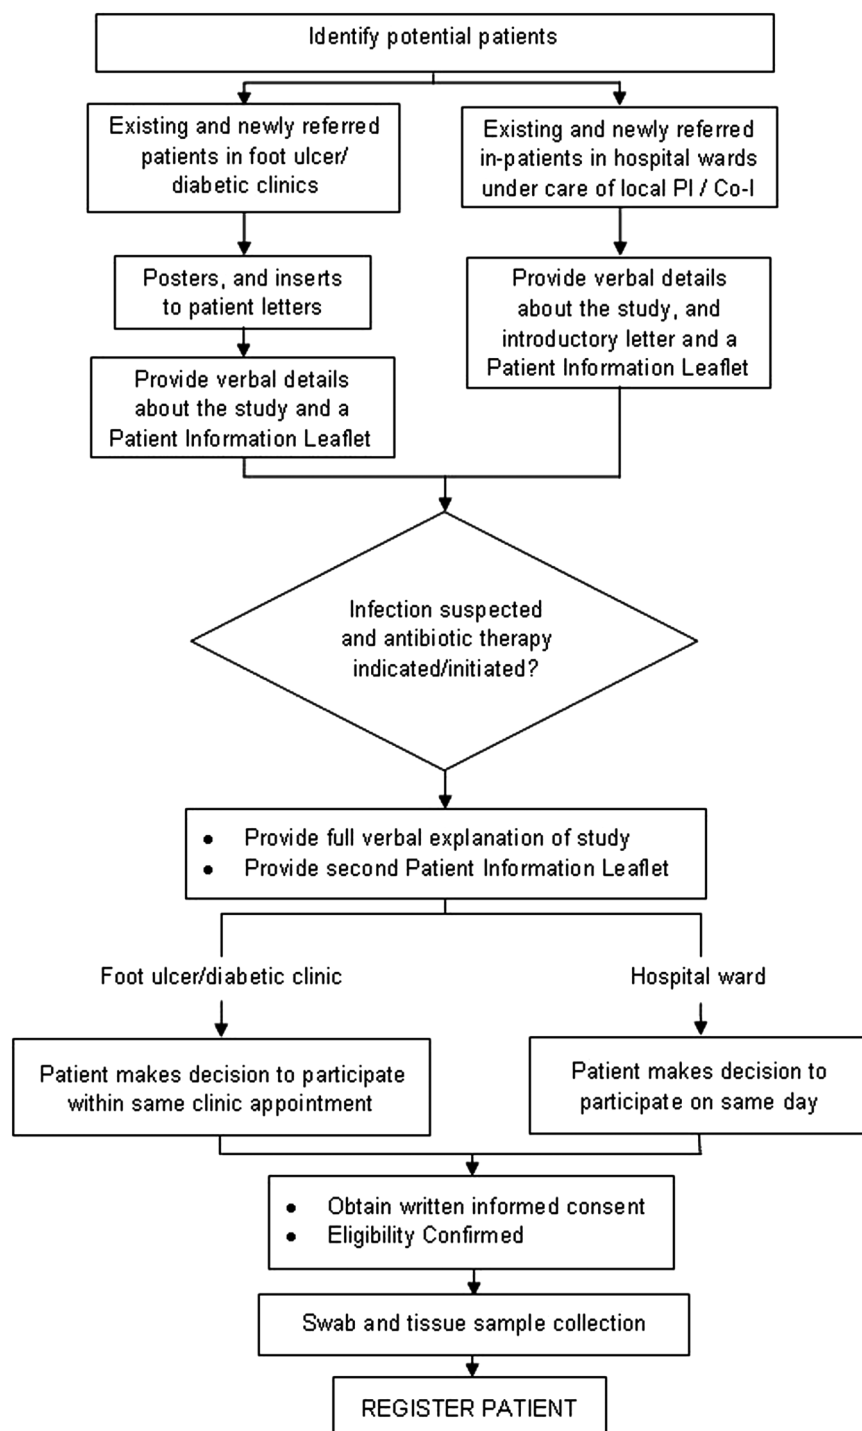 Identify potential patients
Existing and newly referred
patients in foot ulcer/
diabetic clinics
Existing and newly referred
in-patients in hospital wards
under care of local PI / Co-I
Posters, and inserts
to patient letters
Provide verbal details
about the study, and
introductory letter and a
Patient Information Leaflet
Provide verbal details
about the study and a
Patient Information Leaflet
Infection suspected
and antibiotic therapy
indicated/initiated?
• Provide full verbal explanation of study
• Provide second Patient Information Leaflet
Foot ulcer/diabetic clinic
Hospital ward
Patient makes decision to participate
within same clinic appointment
Patient makes decision to
participate on same day
• Obtain written informed consent
• Eligibility Confirmed
Swab and tissue sample collection
REGISTER PATIENT